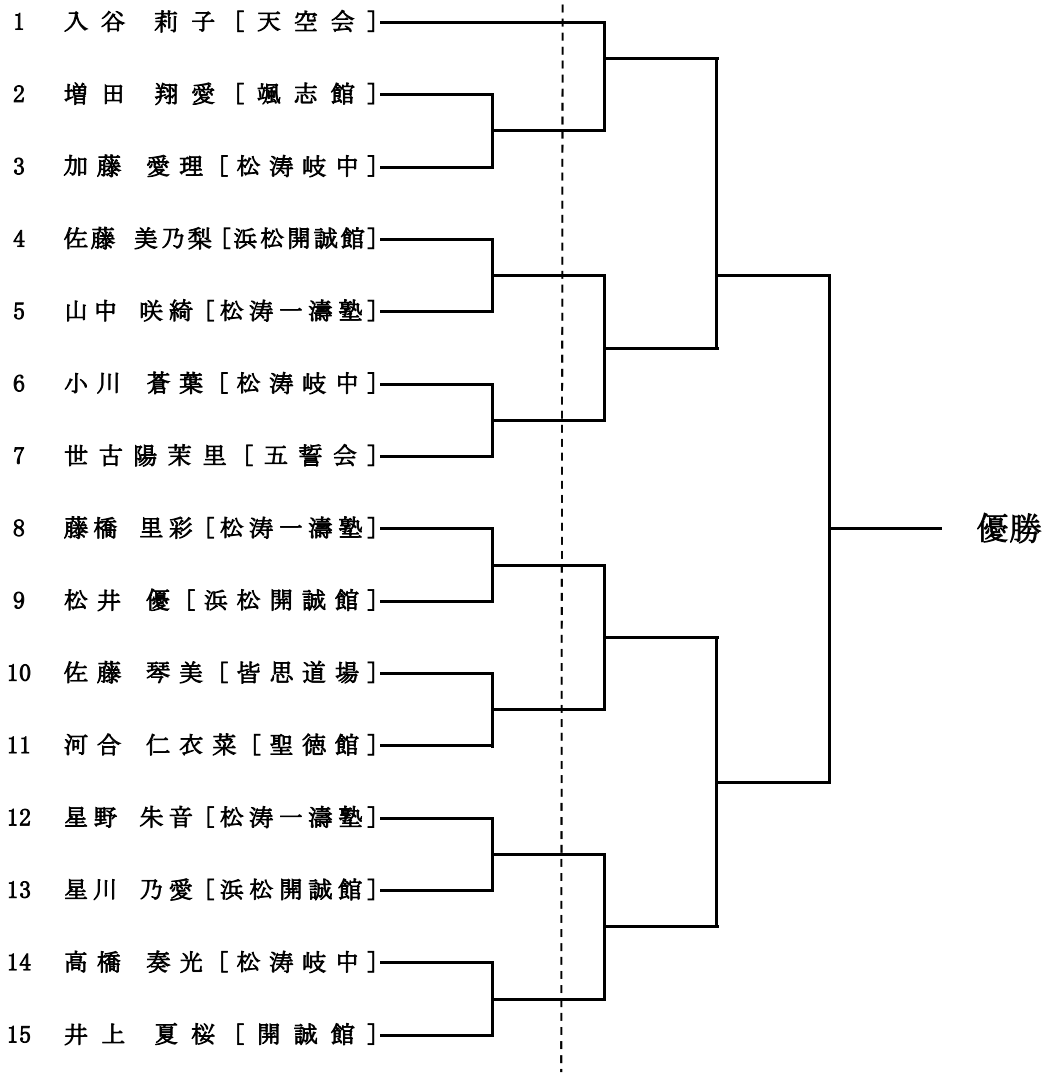 1 入谷 莉子[天空会]
2 増田 翔愛[颯志館]
3 加藤 愛理[松涛岐中]
4 佐藤 美乃梨[浜松開誠館]
5 山中 咲綺[松涛一濤塾]
6 小川 蒼葉[松涛岐中]
7 世古陽茉里[五誓会]
8 藤橋 里彩[松涛一濤塾]
優勝
9 松井 優[浜松開誠館]
10 佐藤 琴美[皆思道場]
11 河合 仁衣菜[聖徳館]
12 星野 朱音[松涛一濤塾]
13 星川 乃愛[浜松開誠館]
14 高橋 奏光[松涛岐中]
15 井上 夏桜[開誠館]